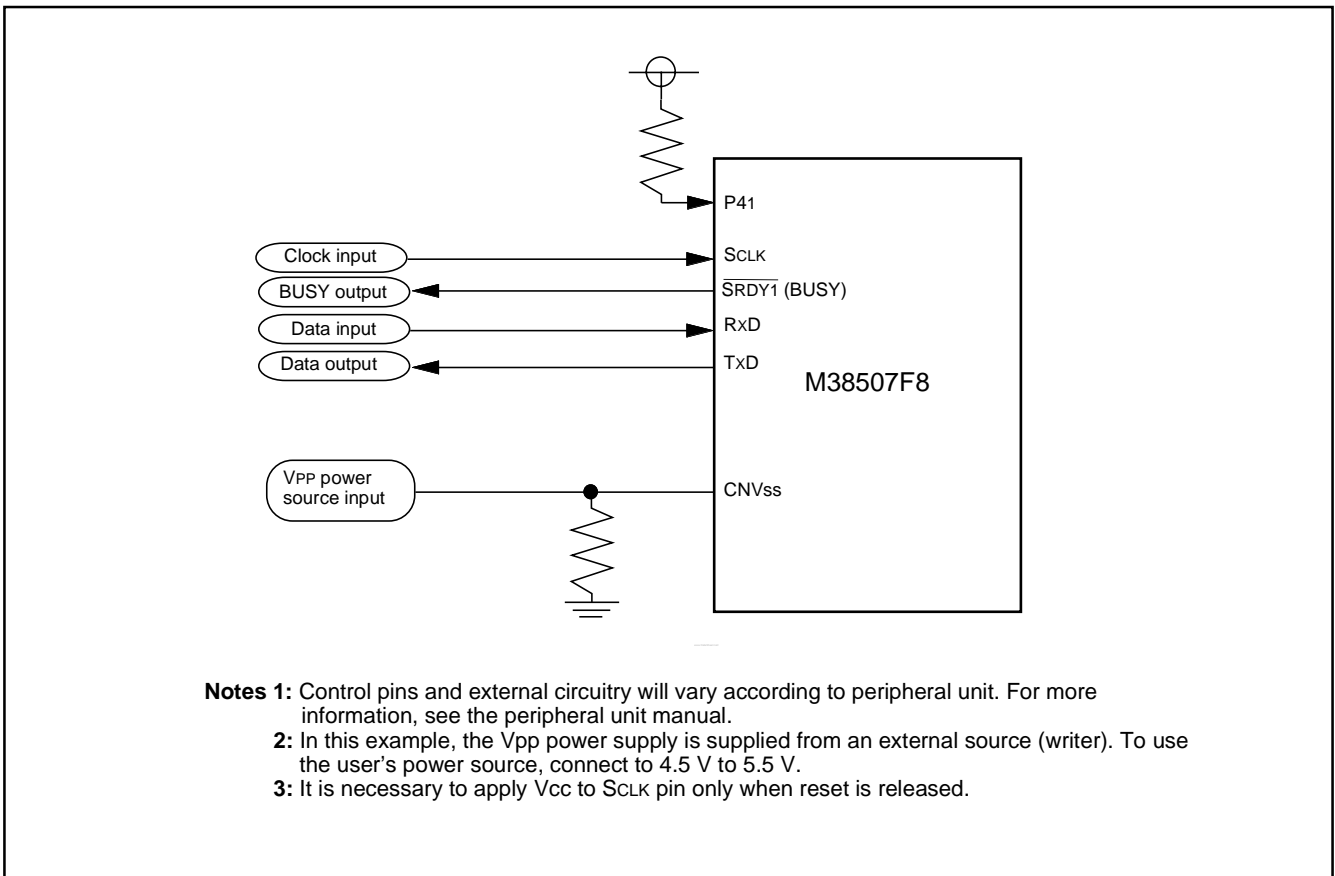 P41
Clock input
SCLK
BUSY output
SRDY1 (BUSY)
Data input
RXD
Data output
TXD
M38507F8
VPP power
source input
CNVss
Notes 1: Control pins and external circuitry will vary according to peripheral unit. For more
information, see the peripheral unit manual.
2: In this example, the Vpp power supply is supplied from an external source (writer). To use
the user's power source, connect to 4.5 V to 5.5 V.
3: It is necessary to apply Vcc to SCLK pin only when reset is released.